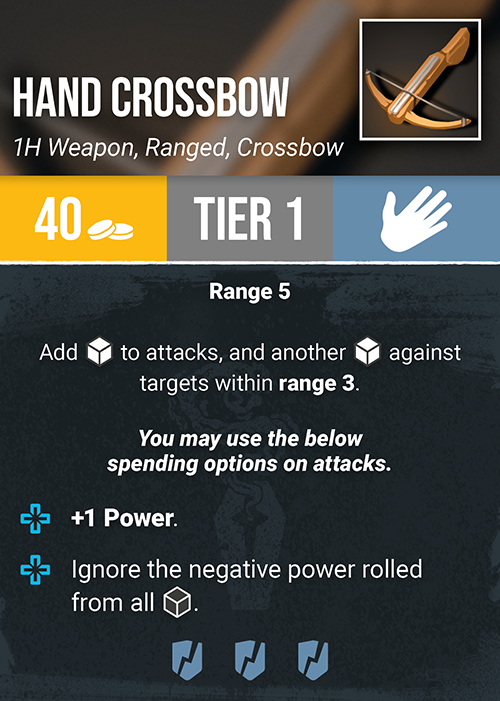 HAND CROSSBOW
1H Weapon, Ranged, Crossbow
40
TIER 1
Range 5
Add to attacks, and another against
targets within range 3.
You may use the below
spending options on attacks.
+1 Power.
Ignore the negative power rolled
from all .